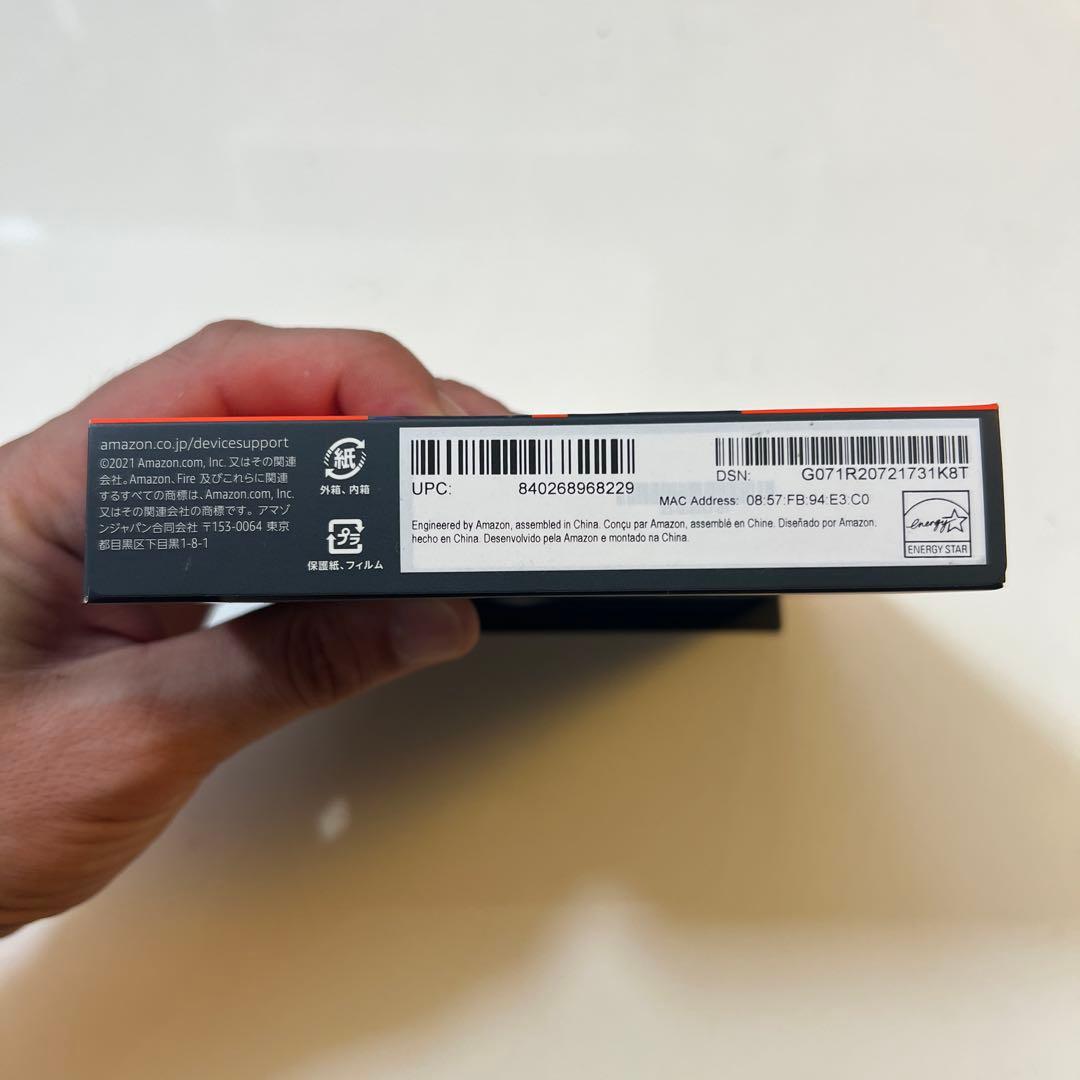 amazon.co.jp/devicesupport
©2021 Amazon.com, Inc. 又はその関連
会社。Amazon、Fire 及びこれらに関連
するすべての商標は、Amazon.com, Inc.
又はその関連会社の商標です。アマゾ
ンジャパン合同会社 〒153-0064 東京
都目黒区下目黒1-8-1
紙
外箱、内箱
プラ
保護紙、フィルム
UPC: 840268968229
DSN: G071R20721731K8T
MAC Address: 08:57:FB:94:E3:C0
Engineered by Amazon, assembled in China. Conçu par Amazon, assemblé en Chine. Diseñado por Amazon,
hecho en China. Desenvolvido pela Amazon e montado na China.
energy
ENERGY STAR